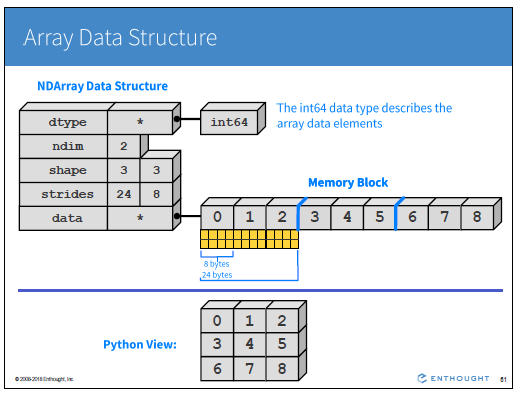 Array Data Structure
NDArray Data Structure
dtype *
int64
The int64 data type describes the
array data elements
ndim 2
shape 3 3
strides 24 8
data *
Memory Block
0 1 2 3 4 5 6 7 8
8 bytes
24 bytes
Python View:
0 1 2
3 4 5
6 7 8
© 2008-2018 Enthought, Inc.
ENTHOUGHT
61